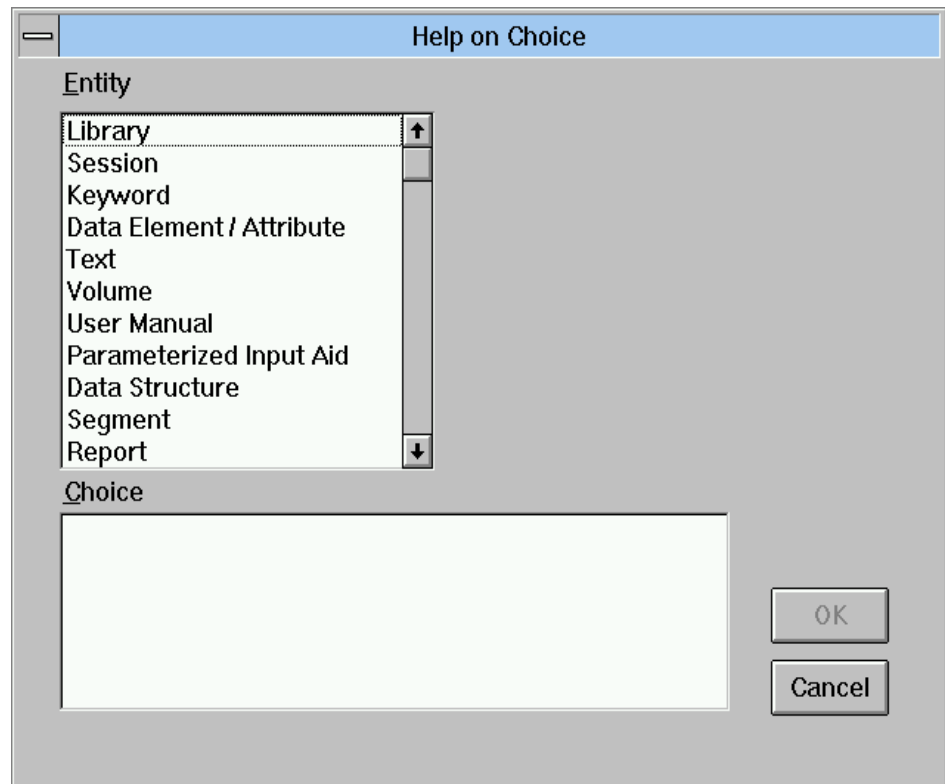 Help on Choice
Entity
Library
Session
Keyword
Data Element / Attribute
Text
Volume
User Manual
Parameterized Input Aid
Data Structure
Segment
Report
Choice
OK
Cancel